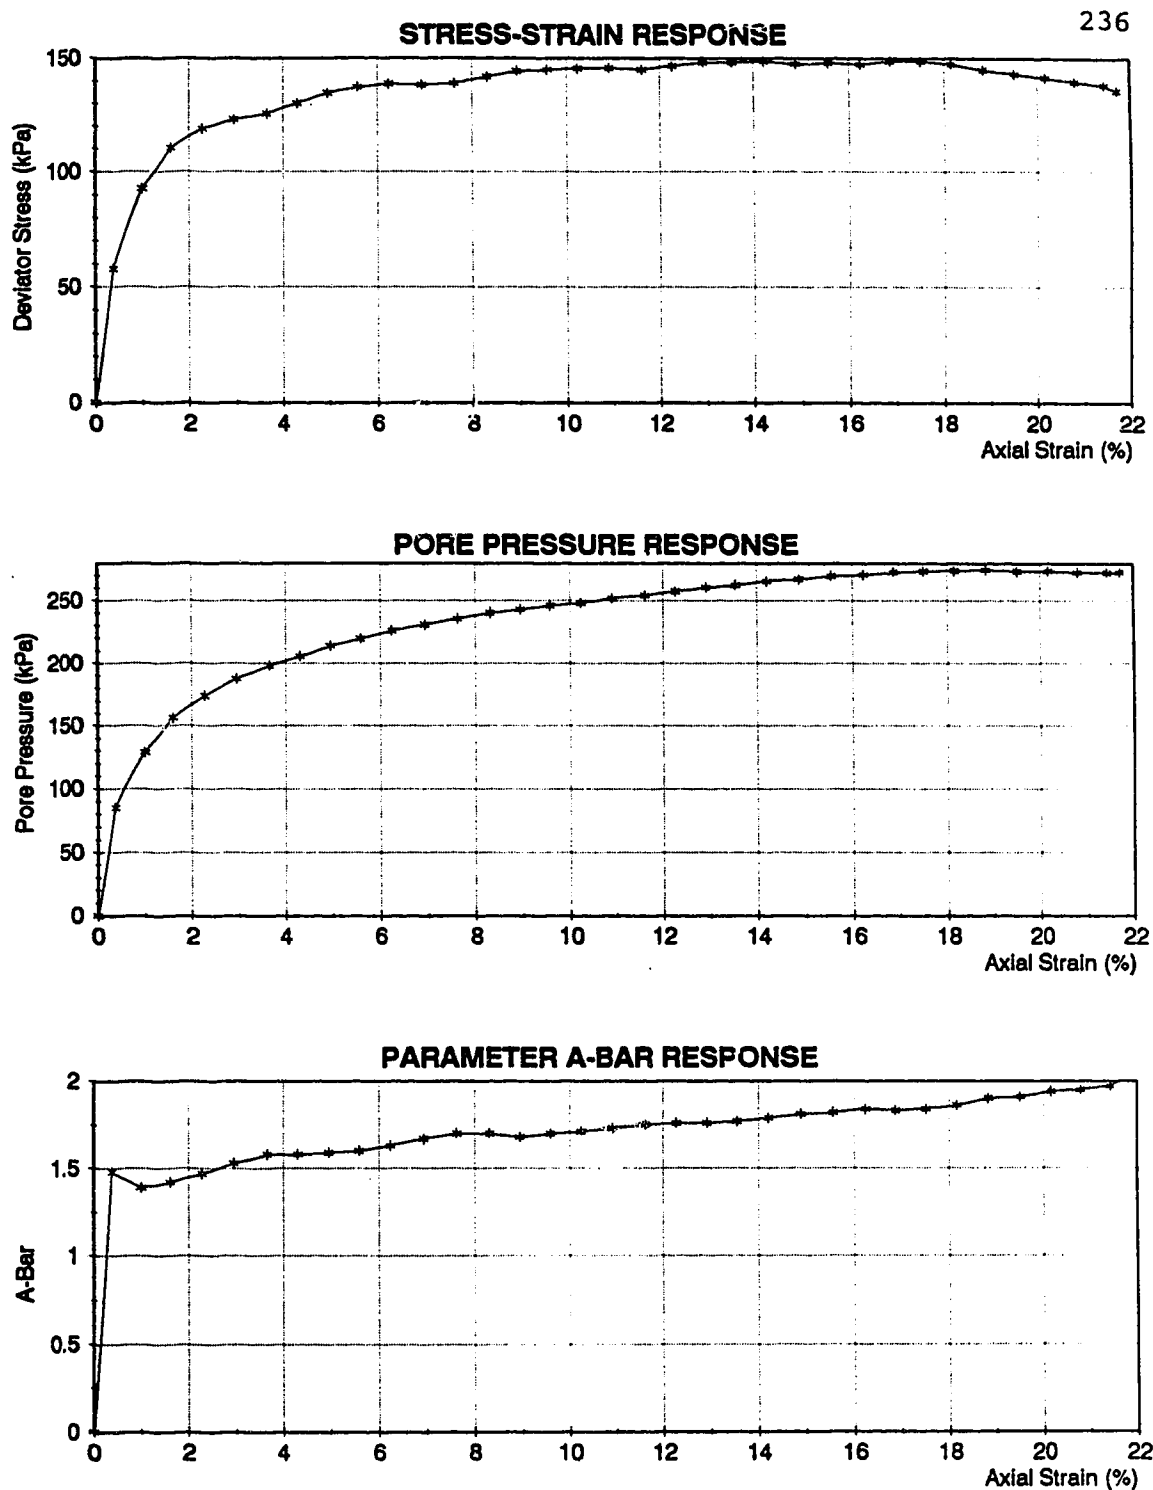 236
STRESS-STRAIN RESPONSE
150
100
50
0
Deviator Stress (kPa)
0 2 4 6 8 10 12 14 16 18 20 22
Axial Strain (%)
PORE PRESSURE RESPONSE
250
200
150
100
50
0
Pore Pressure (kPa)
0 2 4 6 8 10 12 14 16 18 20 22
Axial Strain (%)
PARAMETER A-BAR RESPONSE
2
1.5
1
0.5
0
A-Bar
0 2 4 6 8 10 12 14 16 18 20 22
Axial Strain (%)